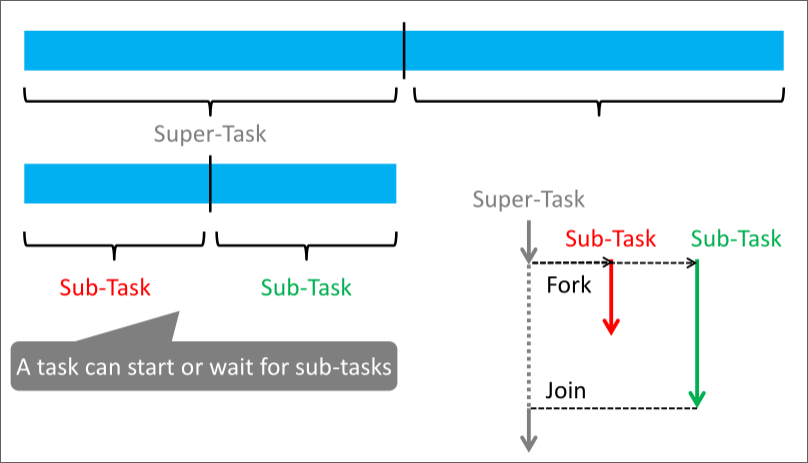 Super-Task
Sub-Task
Sub-Task
A task can start or wait for sub-tasks
Super-Task
Sub-Task
Sub-Task
Fork
Join